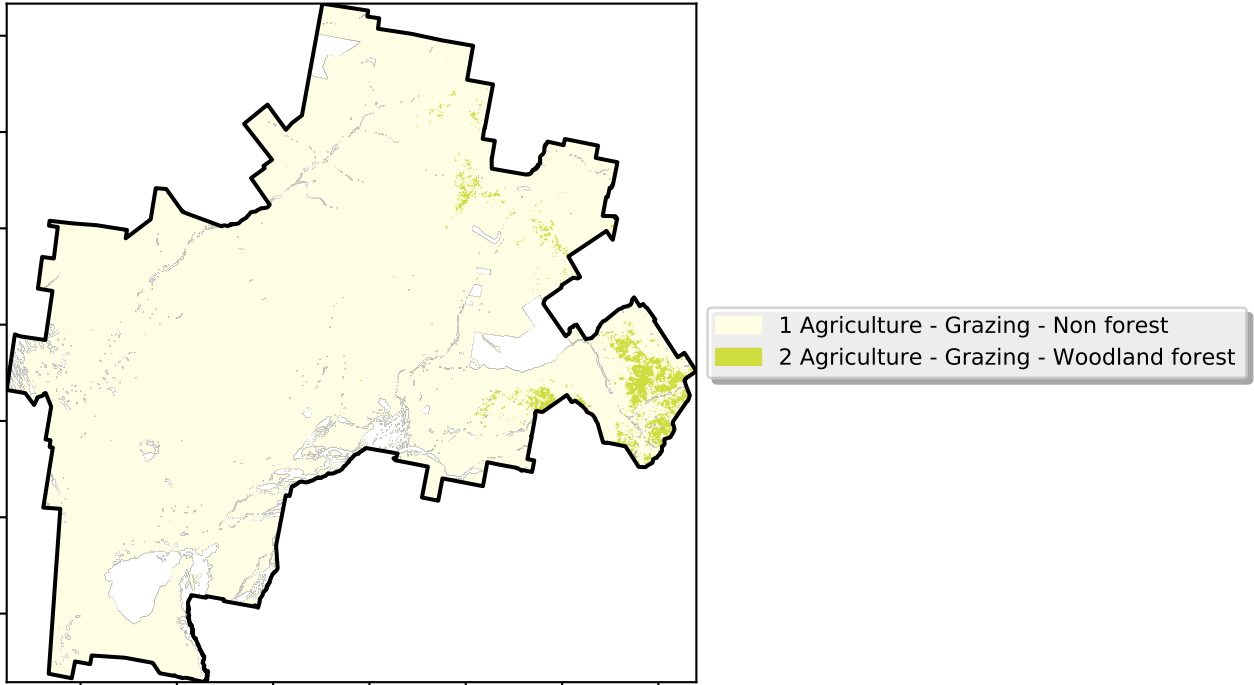 1 Agriculture - Grazing - Non forest
2 Agriculture - Grazing - Woodland forest